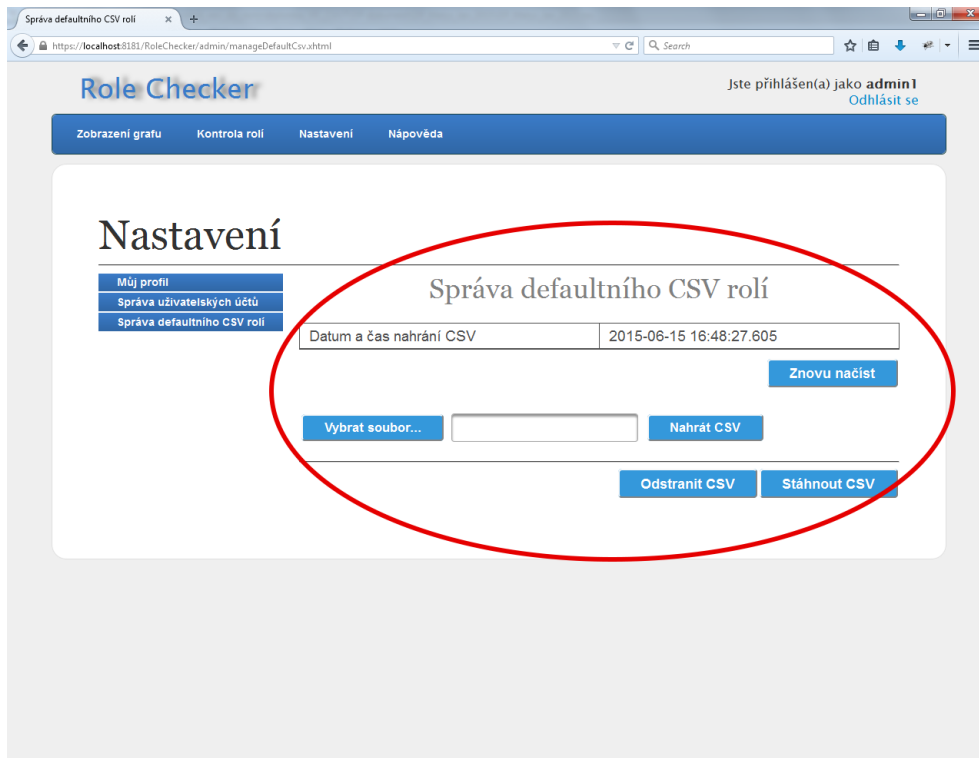 Správa defaultního CSV rolí
https://localhost:8181/RoleChecker/admin/manageDefaultCsv.xhtml
Search
Role Checker
Jste přihlášen(a) jako admin1
Odhlásit se
Zobrazení grafu Kontrola rolí Nastavení Nápověda
Nastavení
Můj profil
Správa uživatelských účtů
Správa defaultního CSV rolí
Správa defaultního CSV rolí
Datum a čas nahrání CSV 2015-06-15 16:48:27.605
Znovu načíst
Vybrat soubor... Nahrát CSV
Odstranit CSV Stáhnout CSV